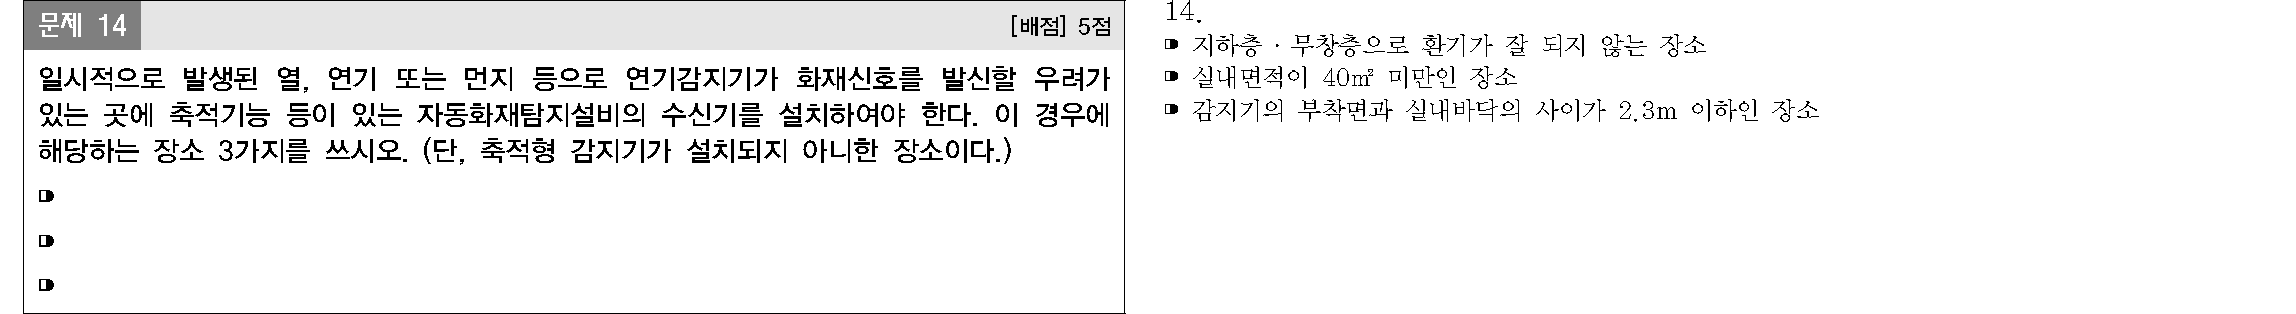 문제 14
[배점] 5점
일시적으로 발생된 열, 연기 또는 먼지 등으로 연기감지기가 화재신호를 발신할 우려가
있는 곳에 축적기능 등이 있는 자동화재탐지설비의 수신기를 설치하여야 한다. 이 경우에
해당하는 장소 3가지를 쓰시오. (단, 축적형 감지기가 설치되지 아니한 장소이다.)
14.
지하층·무창층으로 환기가 잘 되지 않는 장소
실내면적이 40㎡ 미만인 장소
감지기의 부착면과 실내바닥의 사이가 2.3m 이하인 장소